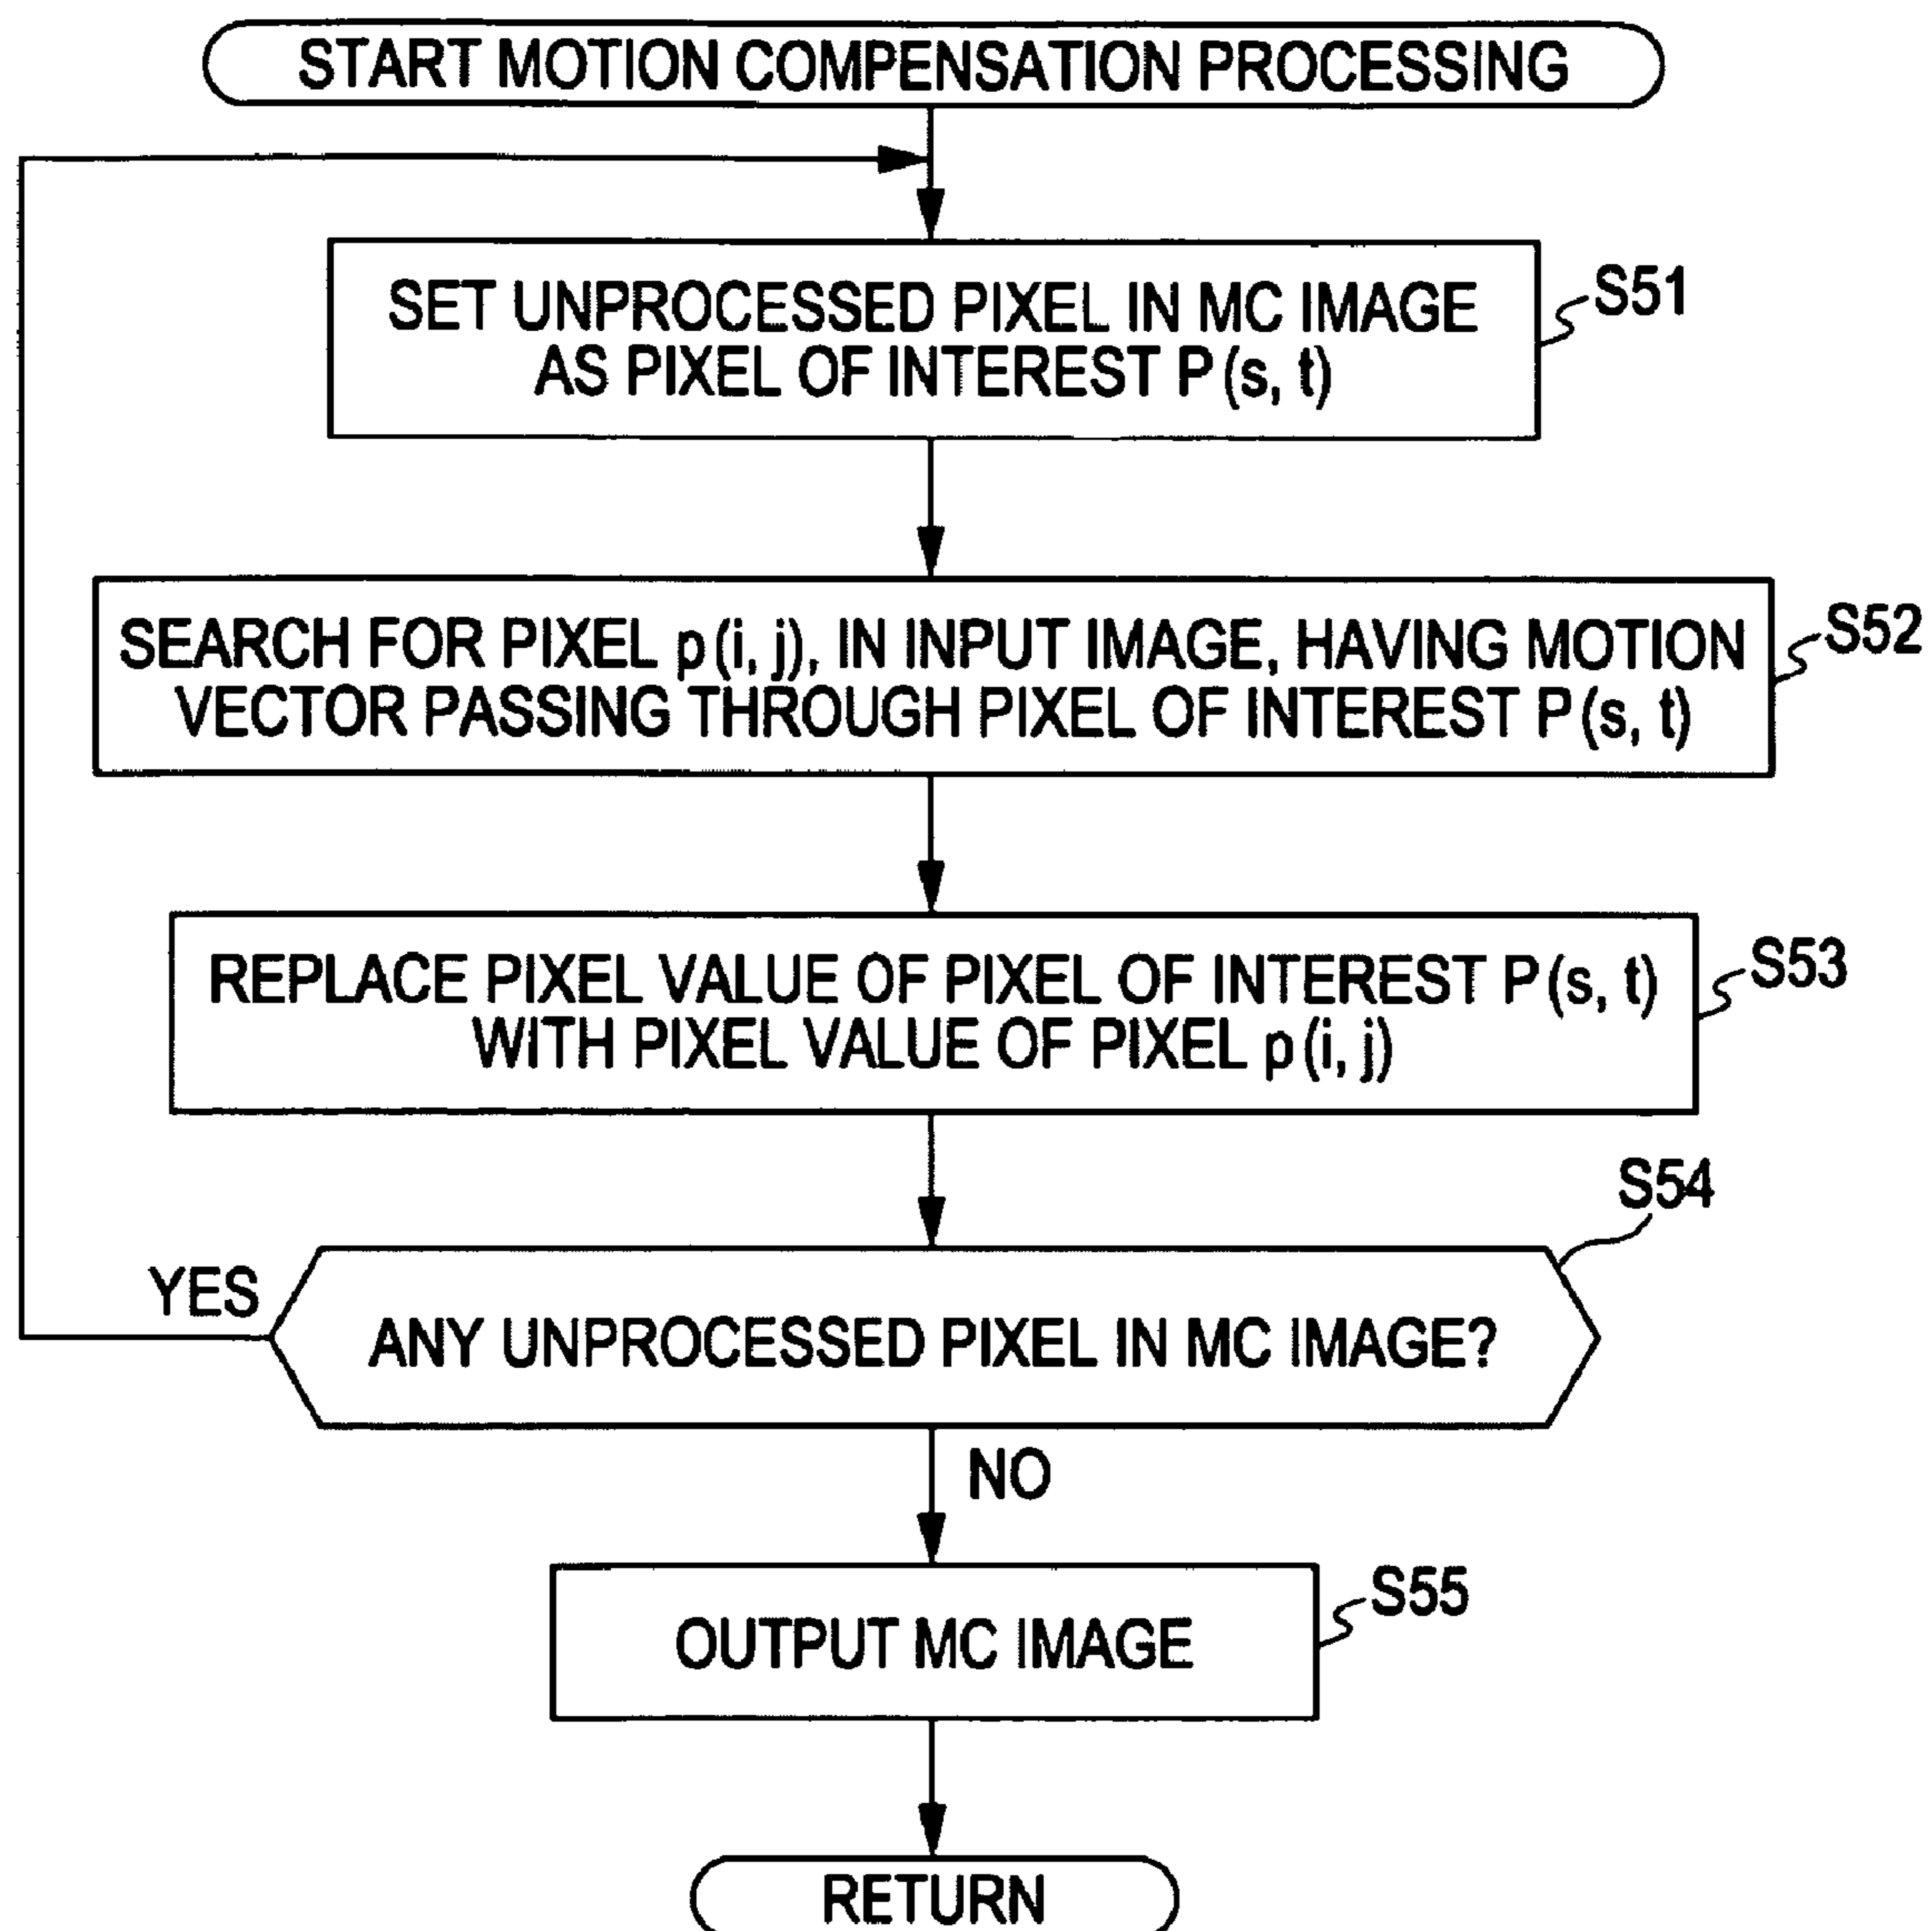 START MOTION COMPENSATION PROCESSING
SET UNPROCESSED PIXEL IN MC IMAGE
AS PIXEL OF INTEREST P(s, t)
S51
SEARCH FOR PIXEL p(i, j), IN INPUT IMAGE, HAVING MOTION
VECTOR PASSING THROUGH PIXEL OF INTEREST P(s, t)
S52
REPLACE PIXEL VALUE OF PIXEL OF INTEREST P(s, t)
WITH PIXEL VALUE OF PIXEL p(i, j)
S53
S54
YES
ANY UNPROCESSED PIXEL IN MC IMAGE?
NO
OUTPUT MC IMAGE
S55
RETURN